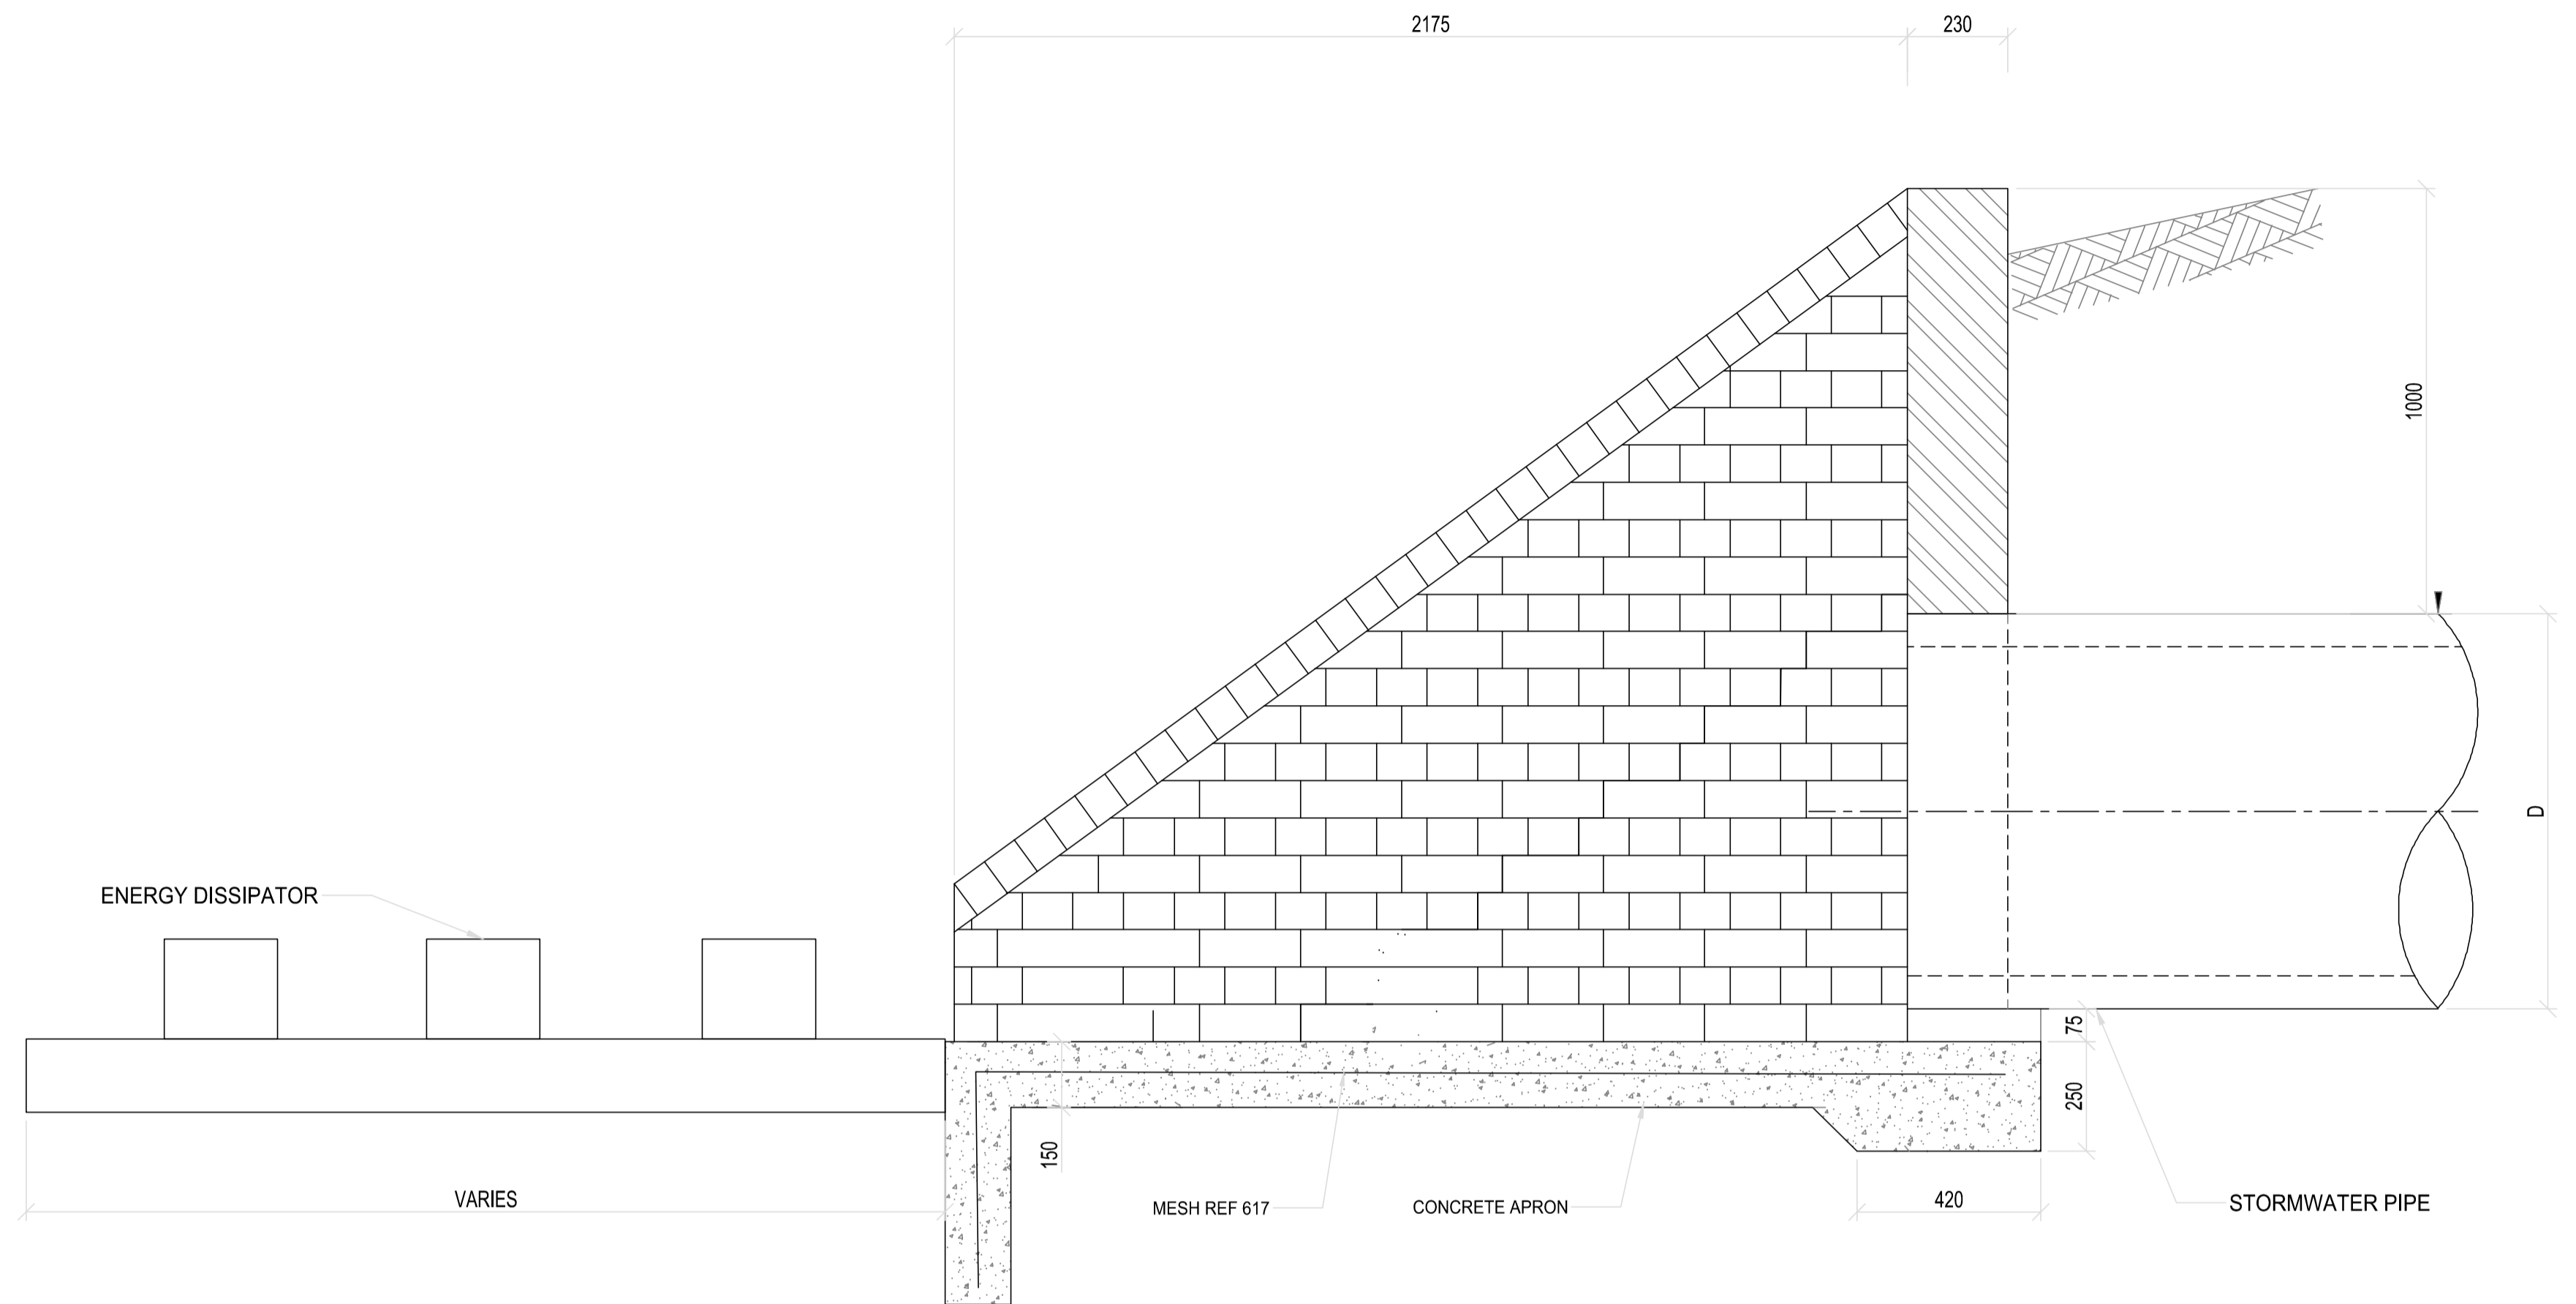 2175
230
1000
D
ENERGY DISSIPATOR
75
250
150
VARIES
MESH REF 617
CONCRETE APRON
420
STORMWATER PIPE